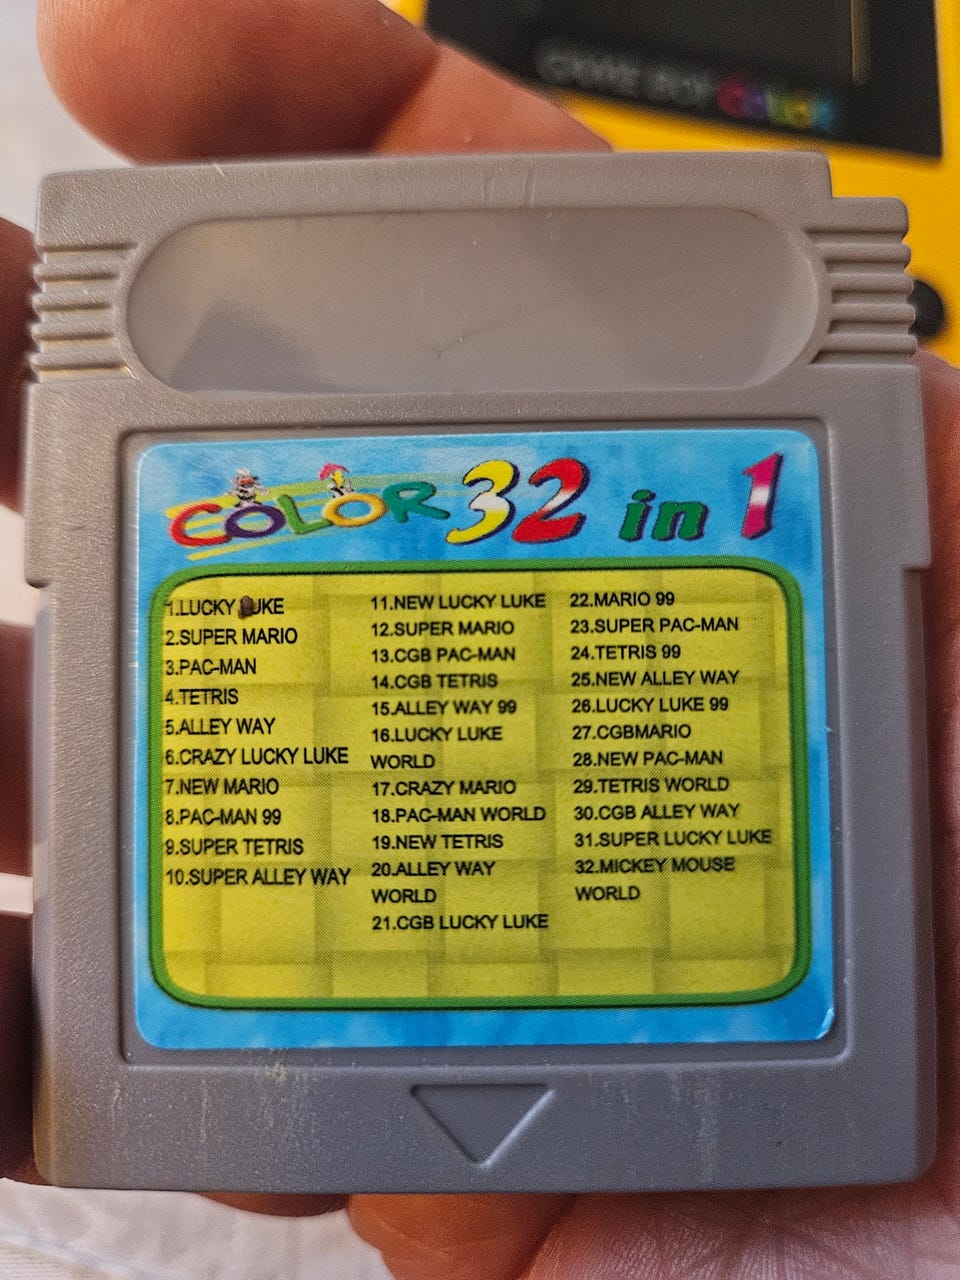 GAME BOY COLOR
COLOR 32 in 1
1.LUCKY LUKE
2.SUPER MARIO
3.PAC-MAN
4.TETRIS
5.ALLEY WAY
6.CRAZY LUCKY LUKE
7.NEW MARIO
8.PAC-MAN 99
9.SUPER TETRIS
10.SUPER ALLEY WAY
11.NEW LUCKY LUKE
12.SUPER MARIO
13.CGB PAC-MAN
14.CGB TETRIS
15.ALLEY WAY 99
16.LUCKY LUKE
WORLD
17.CRAZY MARIO
18.PAC-MAN WORLD
19.NEW TETRIS
20.ALLEY WAY
WORLD
21.CGB LUCKY LUKE
22.MARIO 99
23.SUPER PAC-MAN
24.TETRIS 99
25.NEW ALLEY WAY
26.LUCKY LUKE 99
27.CGBMARIO
28.NEW PAC-MAN
29.TETRIS WORLD
30.CGB ALLEY WAY
31.SUPER LUCKY LUKE
32.MICKEY MOUSE
WORLD